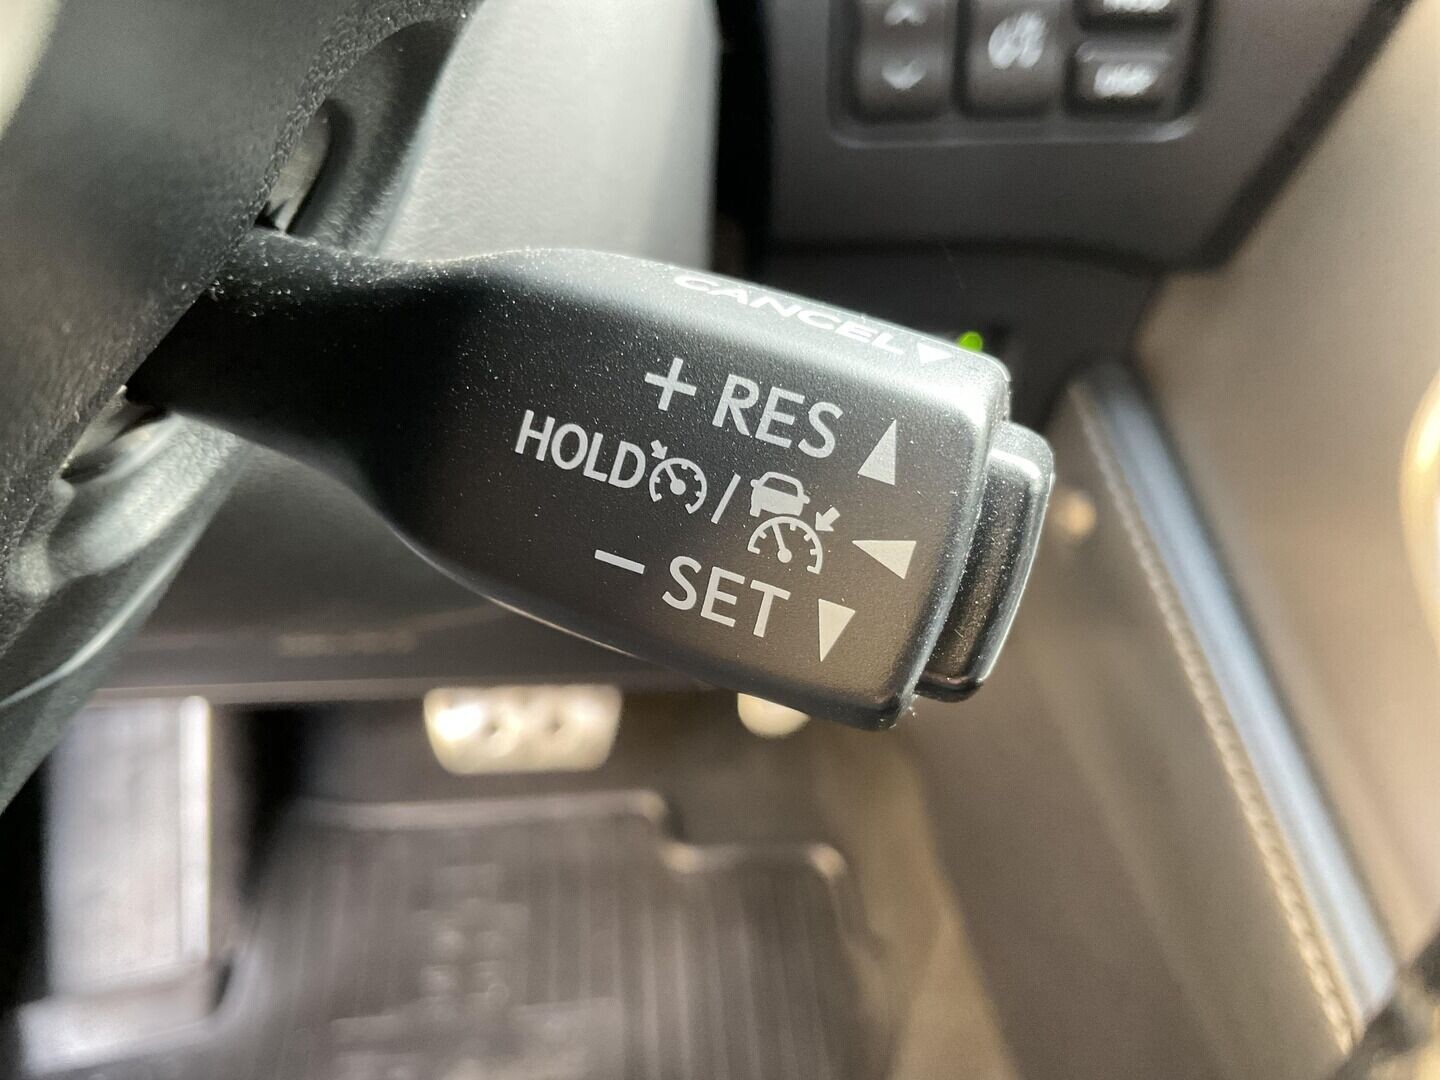 CANCEL
+ RES
HOLD /
− SET